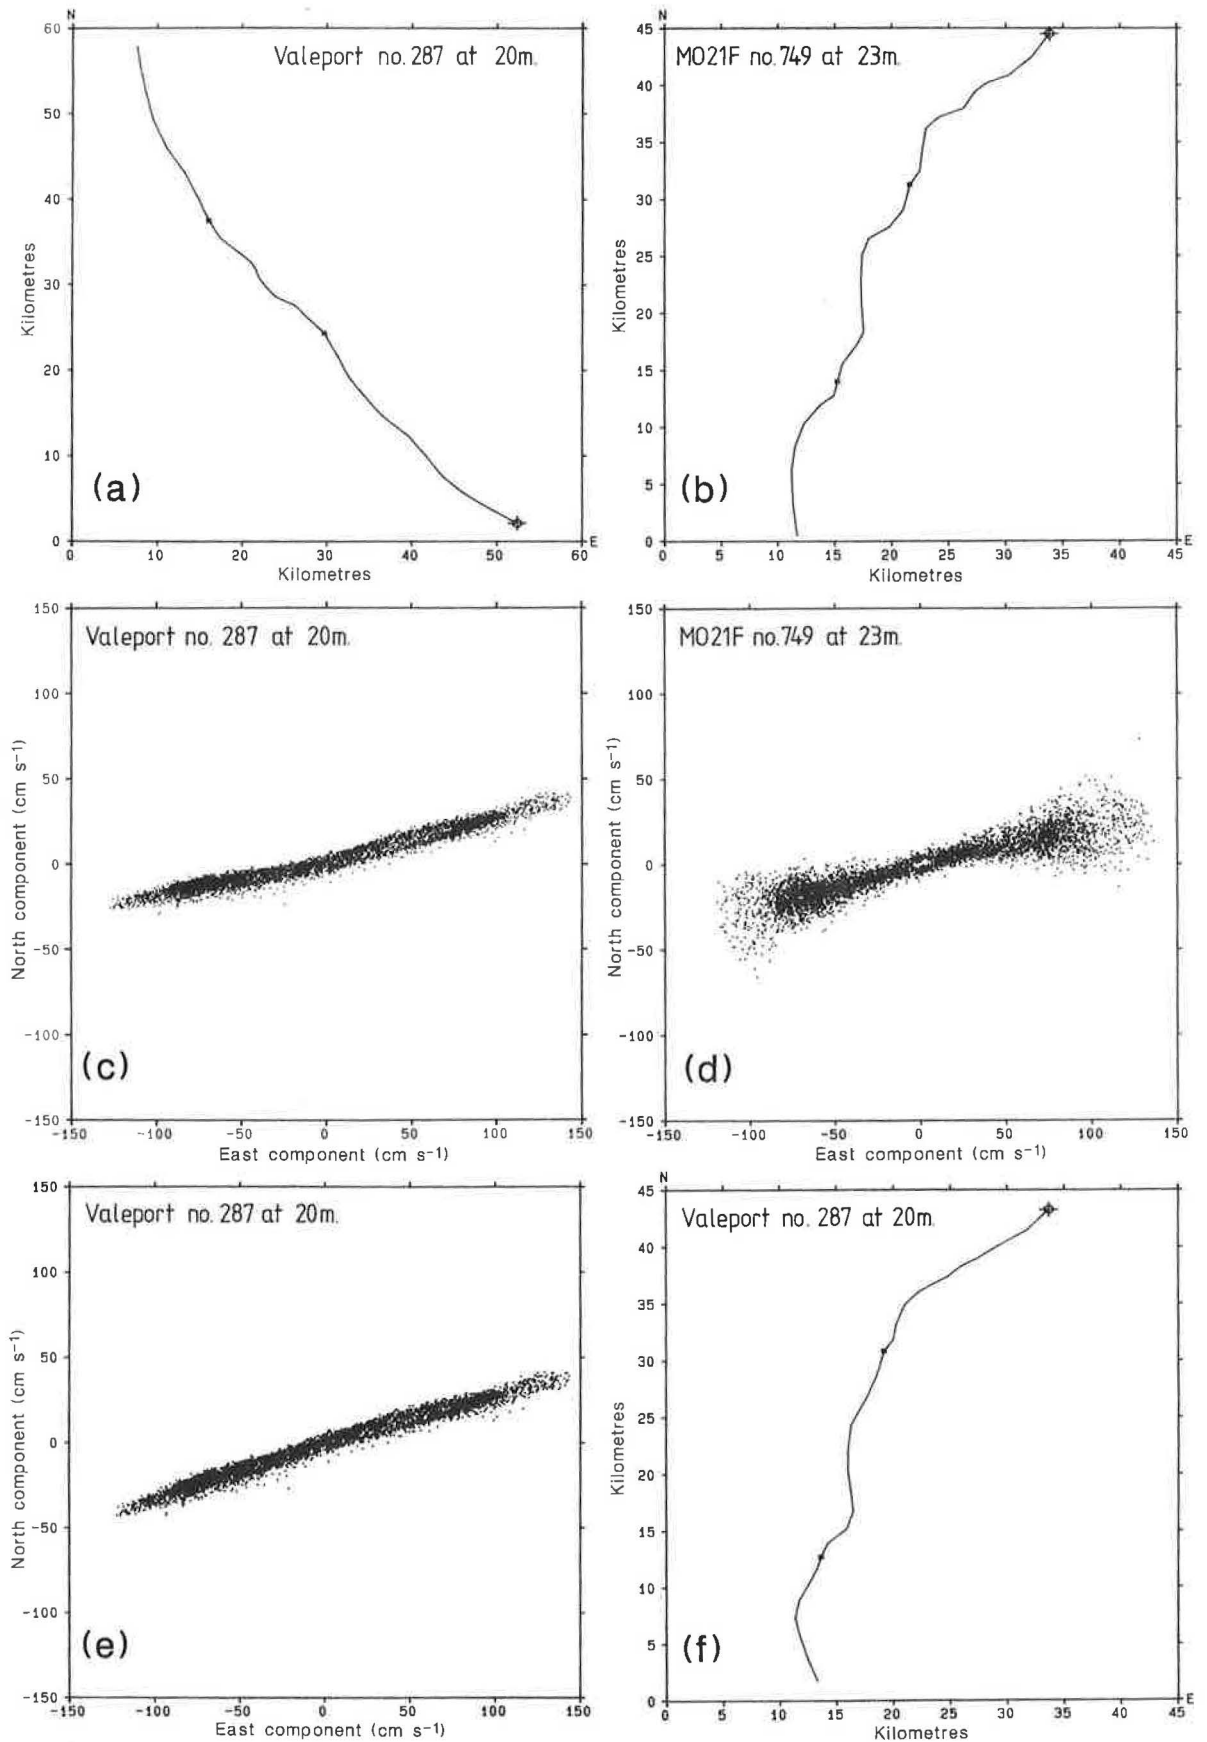 N
60
50
40
30
20
10
0
Kilometres
Valeport no. 287 at 20m.
(a)
0 10 20 30 40 50 60 E
Kilometres
N
45
40
35
30
25
20
15
10
5
0
Kilometres
MO21F no. 749 at 23m.
(b)
0 5 10 15 20 25 30 35 40 45 E
Kilometres
150
100
50
0
-50
-100
-150
North component (cm s⁻¹)
Valeport no. 287 at 20m.
(c)
-150 -100 -50 0 50 100 150
East component (cm s⁻¹)
150
100
50
0
-50
-100
-150
North component (cm s⁻¹)
MO21F no. 749 at 23m.
(d)
-150 -100 -50 0 50 100 150
East component (cm s⁻¹)
150
100
50
0
-50
-100
-150
North component (cm s⁻¹)
Valeport no. 287 at 20m.
(e)
-150 -100 -50 0 50 100 150
East component (cm s⁻¹)
N
45
40
35
30
25
20
15
10
5
0
Kilometres
Valeport no. 287 at 20m.
(f)
0 5 10 15 20 25 30 35 40 45 E
Kilometres